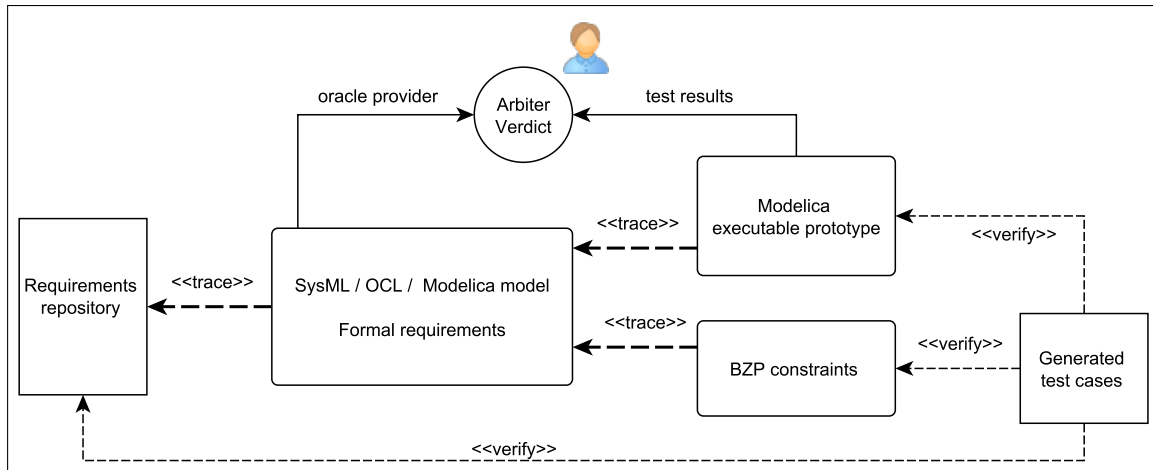 oracle provider
Arbiter
Verdict
test results
Modelica
executable prototype
<<trace>>
<<verify>>
Requirements
repository
<<trace>>
SysML / OCL / Modelica model
Formal requirements
<<trace>>
BZP constraints
<<verify>>
Generated
test cases
<<verify>>